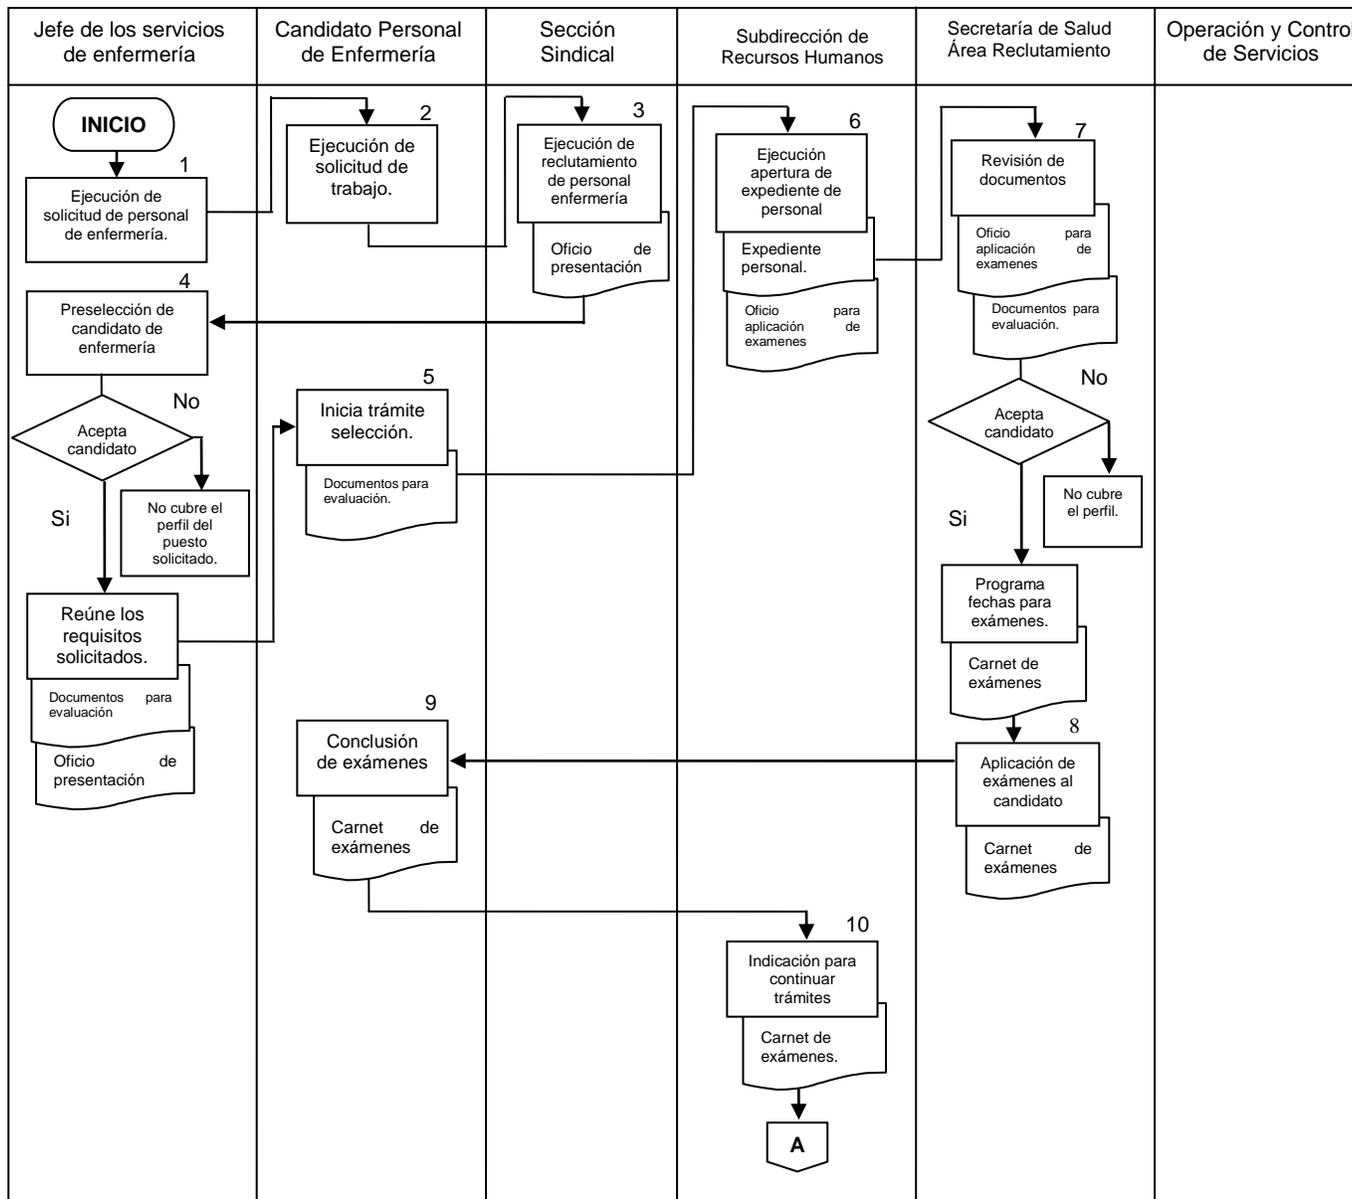 Jefe de los servicios
de enfermería
Candidato Personal
de Enfermería
Sección
Sindical
Subdirección de
Recursos Humanos
Secretaría de Salud
Área Reclutamiento
Operación y Control
de Servicios
INICIO
1
Ejecución de
solicitud de personal
de enfermería.
2
Ejecución de
solicitud de
trabajo.
3
Ejecución de
reclutamiento
de personal
enfermería
Oficio de
presentación
4
Preselección de
candidato de
enfermería
Acepta
candidato
No
No cubre el
perfil del
puesto
solicitado.
Si
Reúne los
requisitos
solicitados.
Documentos para
evaluación
Oficio de
presentación
5
Inicia trámite
selección.
Documentos para
evaluación.
6
Ejecución
apertura de
expediente de
personal
Expediente
personal.
Oficio para
aplicación de
examenes
7
Revisión de
documentos
Oficio para
aplicación de
examenes
Documentos para
evaluación.
Acepta
candidato
No
No cubre
el perfil.
Si
Programa
fechas para
exámenes.
Carnet de
exámenes
8
Aplicación de
exámenes al
candidato
Carnet de
exámenes
9
Conclusión
de exámenes
Carnet de
exámenes
10
Indicación para
continuar
trámites
Carnet de
exámenes.
A